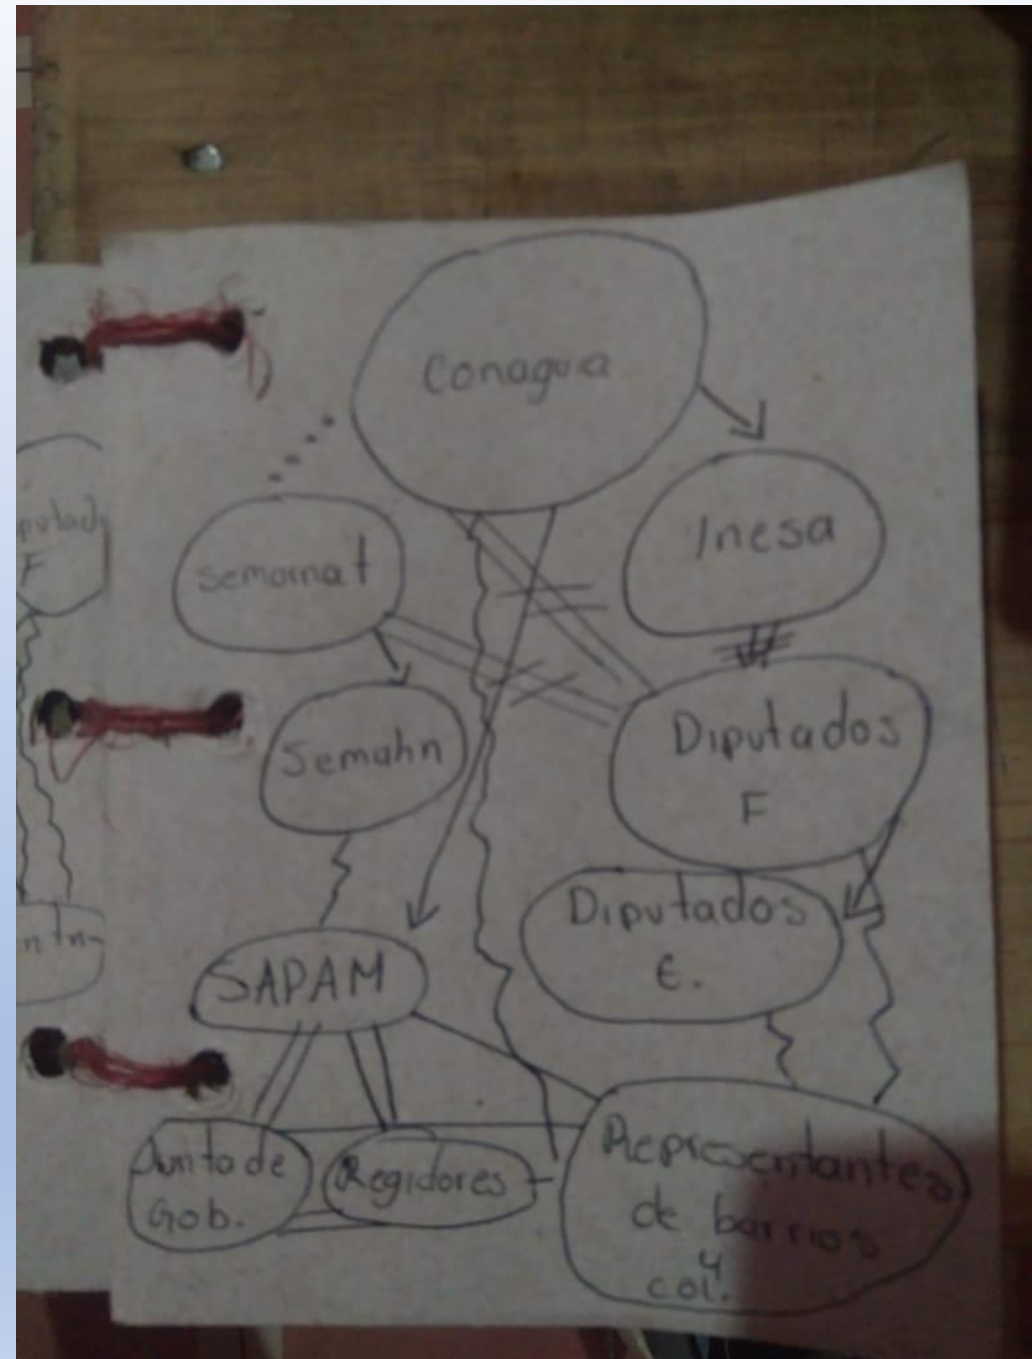 Conagua
Inesa
semarnat
Semahn
Diputados
F
Diputados
E.
SAPAM
Junta de
Gob.
Regidores
Representantes
de barrios
y
col.
F